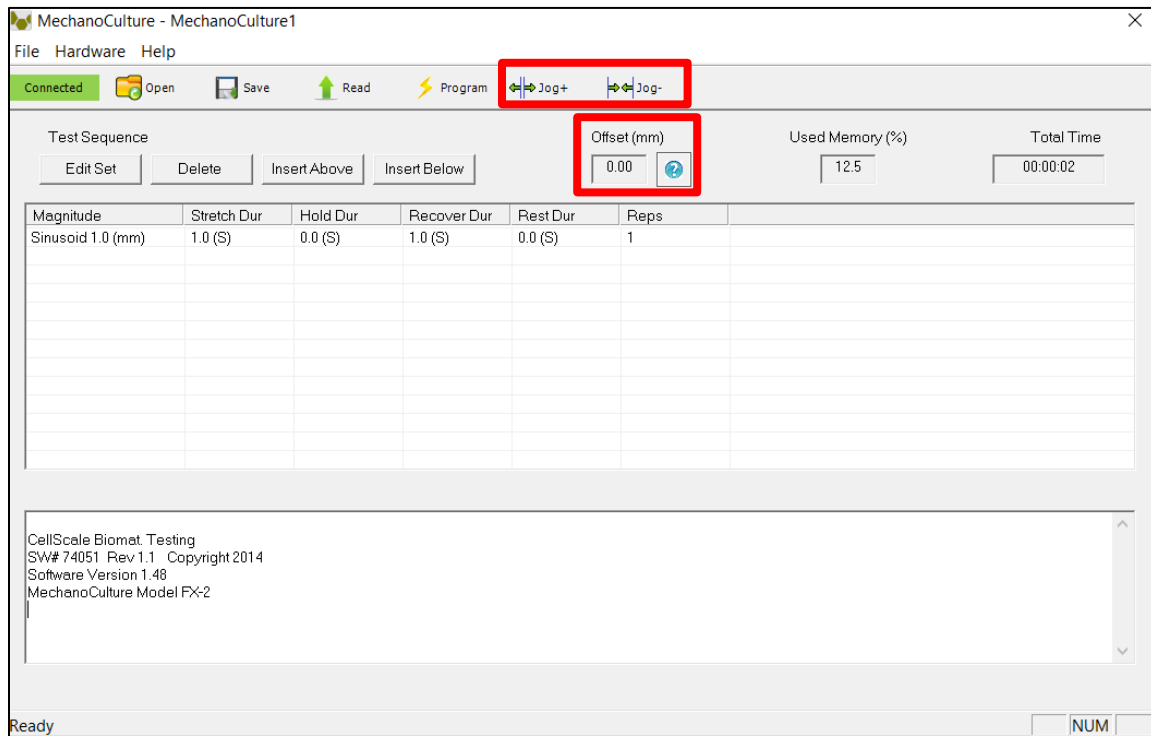 MechanoCulture - MechanoCulture1
File Hardware Help
Connected Open Save Read Program Jog+ Jog-
Test Sequence Offset (mm) Used Memory (%) Total Time
Edit Set Delete Insert Above Insert Below 0.00 ? 12.5 00:00:02
Magnitude Stretch Dur Hold Dur Recover Dur Rest Dur Reps
Sinusoid 1.0 (mm) 1.0 (S) 0.0 (S) 1.0 (S) 0.0 (S) 1
CellScale Biomat. Testing
SW# 74051 Rev 1.1 Copyright 2014
Software Version 1.48
MechanoCulture Model FX-2
Ready NUM